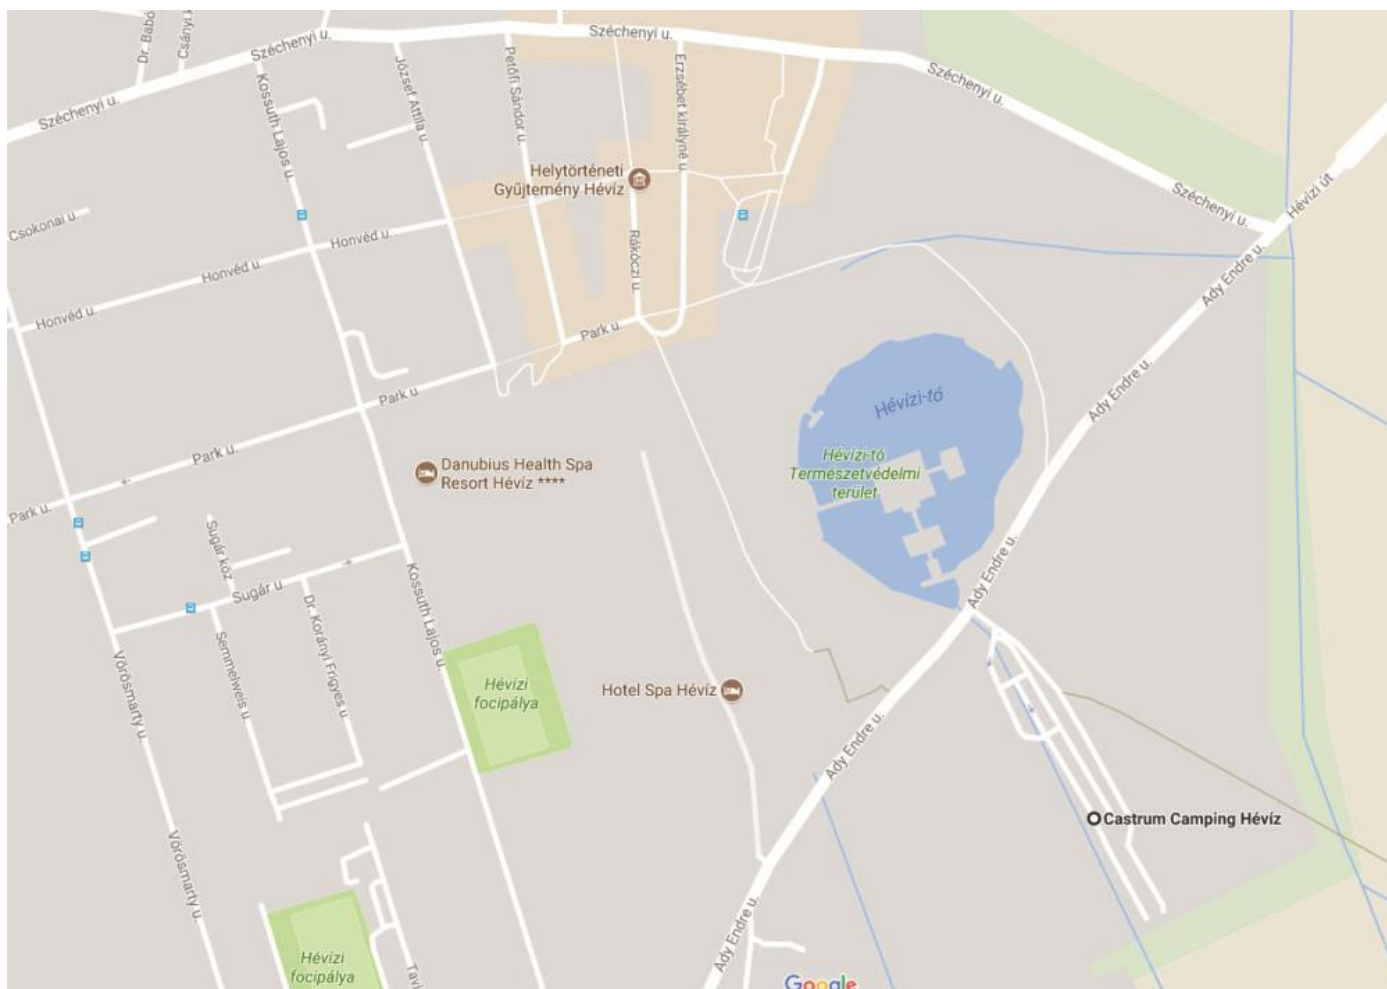 Dr. Babó
Csányi
Széchenyi u.
Széchenyi u.
Széchenyi u.
Széchenyi u.
Széchenyi u.
Kossuth Lajos u.
József Attila u.
Petőfi Sándor u.
Erzsébet királyné u.
Helytörténeti
Gyűjtemény Hévíz
Hévízi út
Csokonai u.
Honvéd u.
Honvéd u.
Honvéd u.
Rákóczi u.
Ady Endre u.
Park u.
Park u.
Park u.
Park u.
Ady Endre u.
Hévízi-tó
Hévízi-tó
Természetvédelmi
terület
Danubius Health Spa
Resort Hévíz ****
Sugár köz
Sugár u.
Ady Endre u.
Kossuth Lajos u.
Dr. Korányi Frigyes u.
Semmelweis u.
Vörösmarty u.
Hévízi
focipálya
Hotel Spa Hévíz
Ady Endre u.
Castrum Camping Hévíz
Vörösmarty u.
Ady Endre u.
Hévízi
focipálya
Tavi
Google